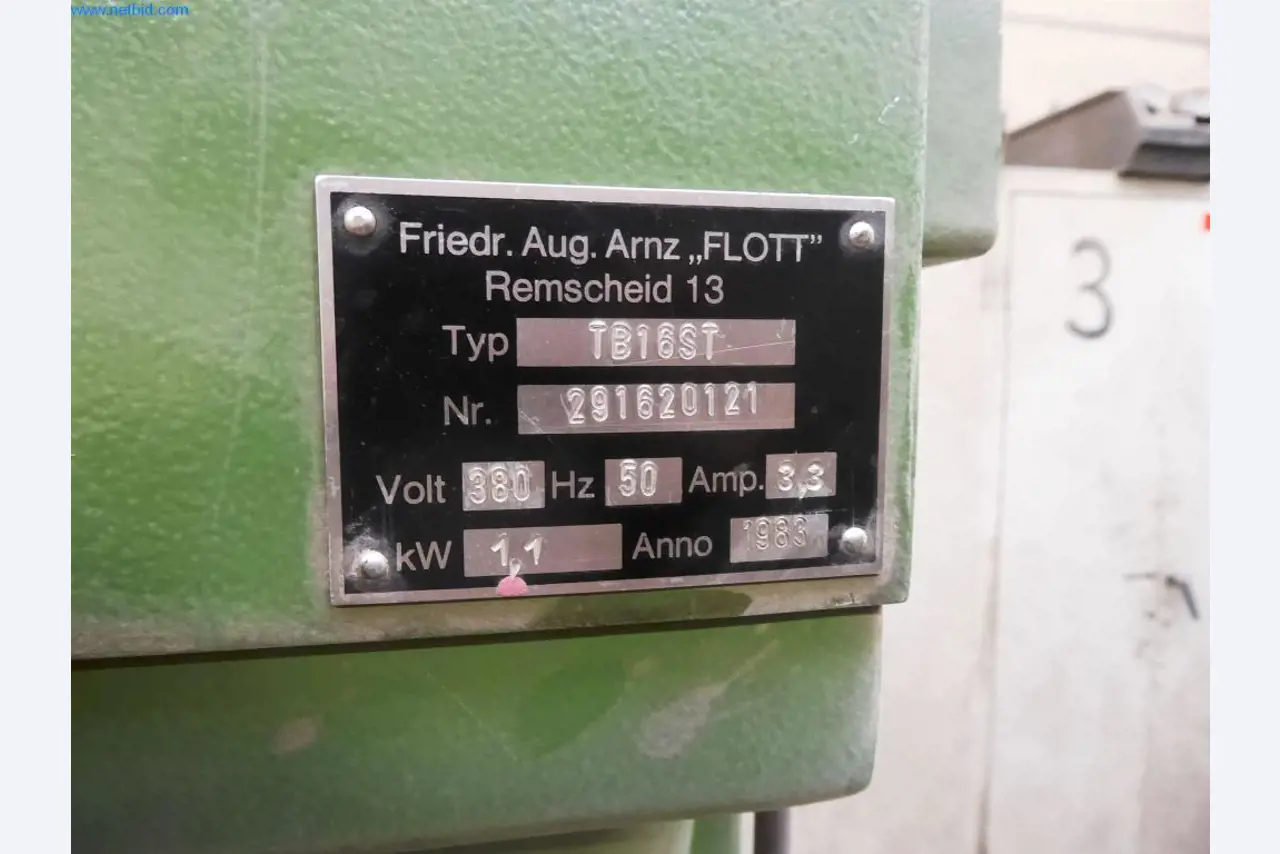 www.netbid.com
Friedr. Aug. Arnz „FLOTT”
Remscheid 13
Typ TB16ST
Nr. 291620121
Volt 380 Hz 50 Amp. 3,3
kW 1,1 Anno 1983
3